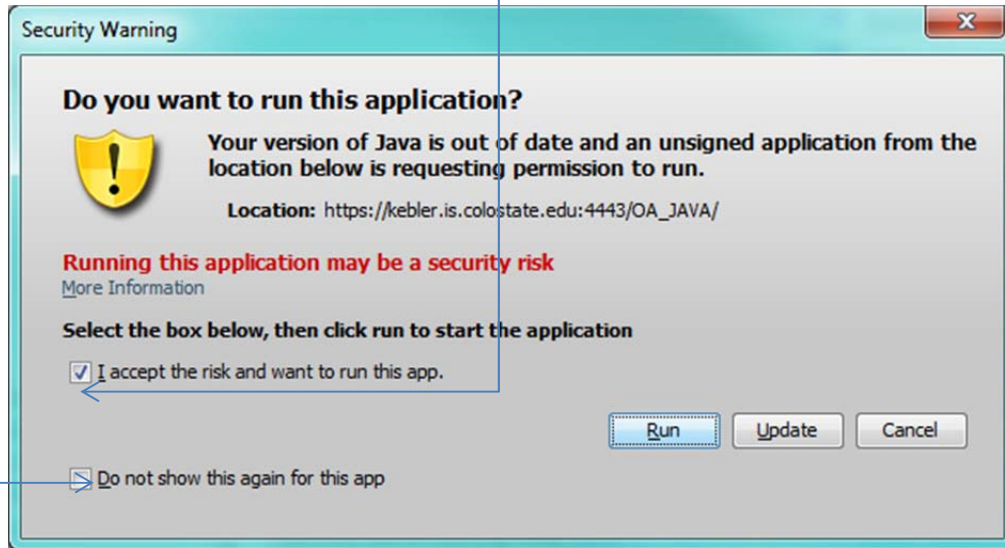 Security Warning
Do you want to run this application?
Your version of Java is out of date and an unsigned application from the
location below is requesting permission to run.
Location: https://kebler.is.colostate.edu:4443/OA_JAVA/
Running this application may be a security risk
More Information
Select the box below, then click run to start the application
I accept the risk and want to run this app.
Run Update Cancel
Do not show this again for this app